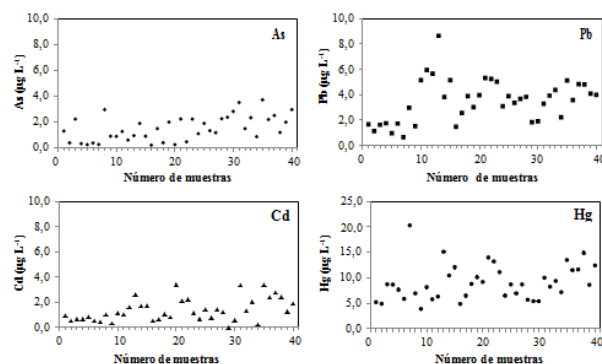 10,0
8,0
6,0
4,0
2,0
0,0
As (µg L⁻¹)
As
0 10 20 30 40
Número de muestras
10,0
8,0
6,0
4,0
2,0
0,0
Pb (µg L⁻¹)
Pb
0 10 20 30 40
Número de muestras
10,0
8,0
6,0
4,0
2,0
0,0
Cd (µg L⁻¹)
Cd
0 10 20 30 40
Número de muestras
25,0
20,0
15,0
10,0
5,0
0,0
Hg (µg L⁻¹)
Hg
0 10 20 30 40
Número de muestras